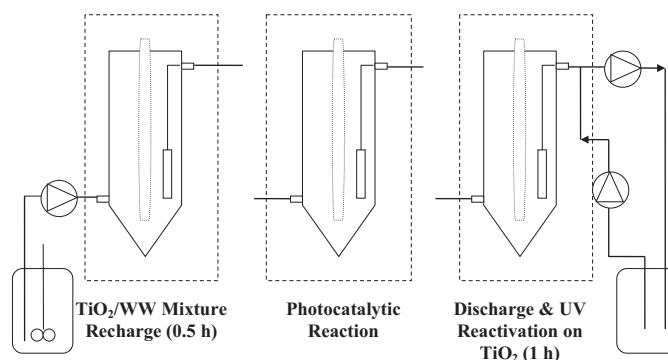 TiO₂/WW Mixture
Recharge (0.5 h)
Photocatalytic
Reaction
Discharge & UV
Reactivation on
TiO₂ (1 h)